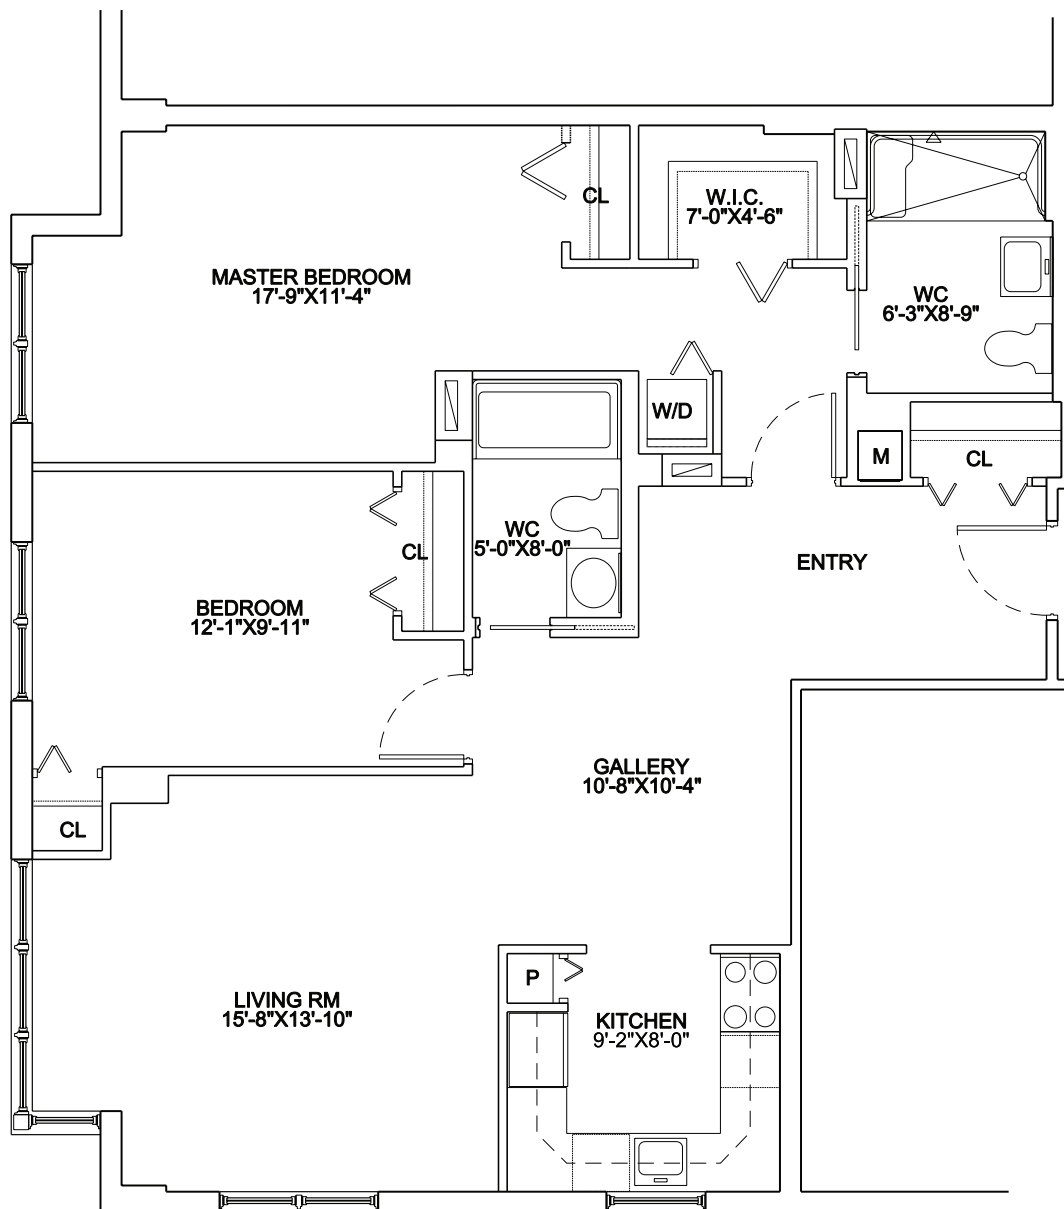 CL
W.I.C.
7'-0"X4'-6"
MASTER BEDROOM
17'-9"X11'-4"
WC
6'-3"X8'-9"
W/D
M
CL
WC
5'-0"X8'-0"
CL
ENTRY
BEDROOM
12'-1"X9'-11"
GALLERY
10'-8"X10'-4"
CL
P
LIVING RM
15'-8"X13'-10"
KITCHEN
9'-2"X8'-0"